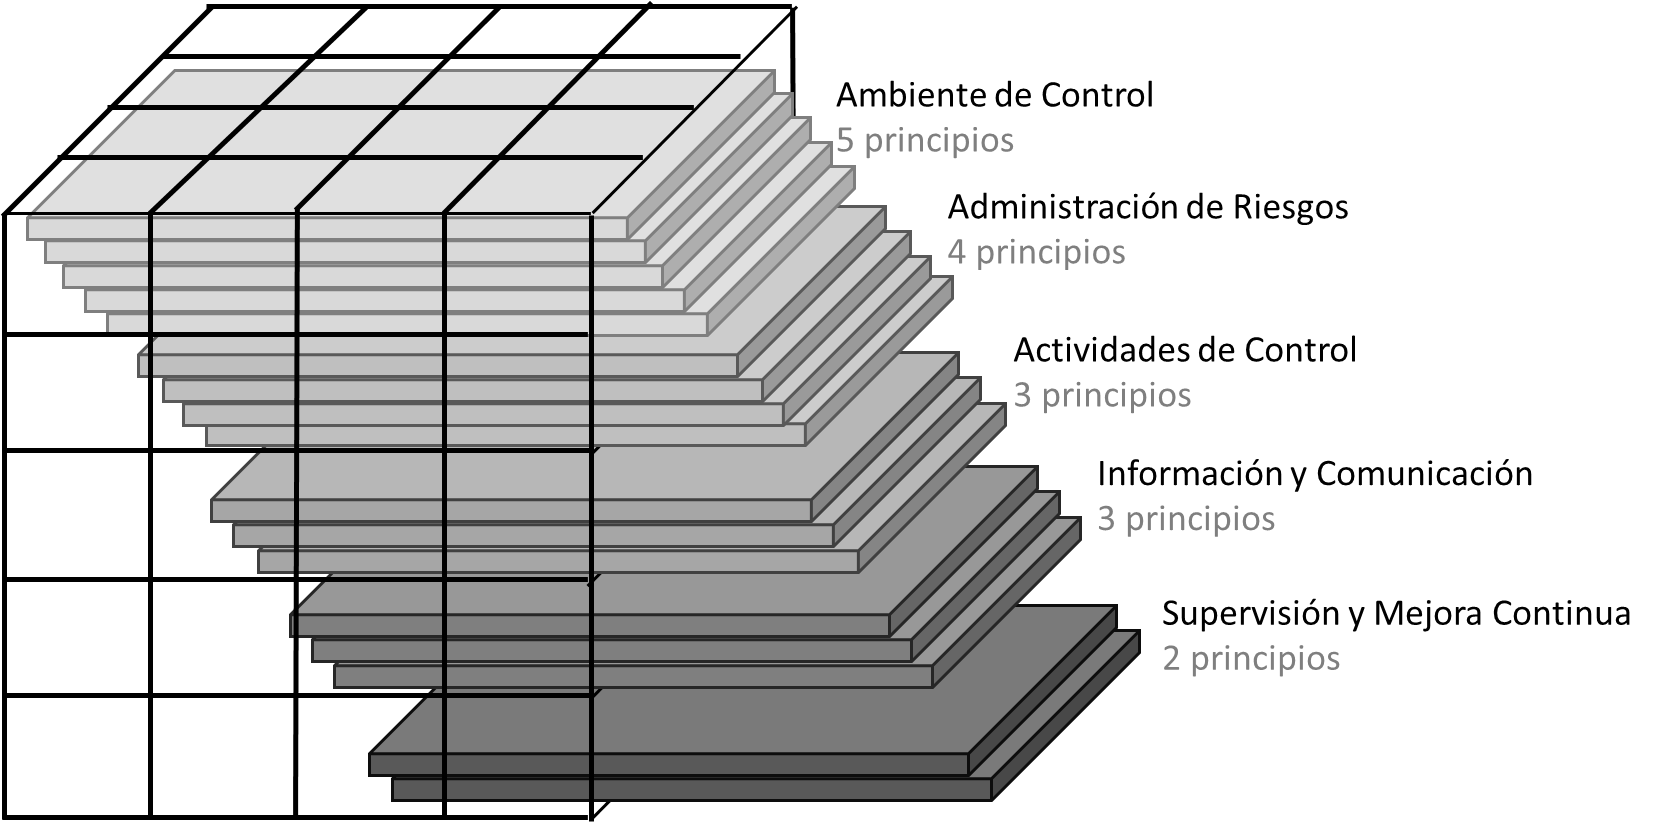 Ambiente de Control
5 principios
Administración de Riesgos
4 principios
Actividades de Control
3 principios
Información y Comunicación
3 principios
Supervisión y Mejora Continua
2 principios